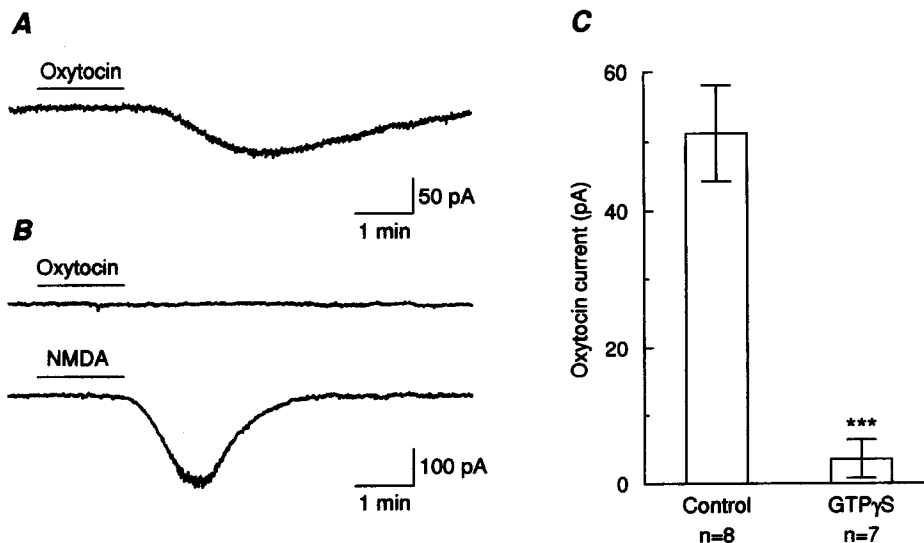 A
Oxytocin
50 pA
1 min
B
Oxytocin
NMDA
100 pA
1 min
C
Oxytocin current (pA)
60
40
20
0
***
Control
n=8
GTPγS
n=7